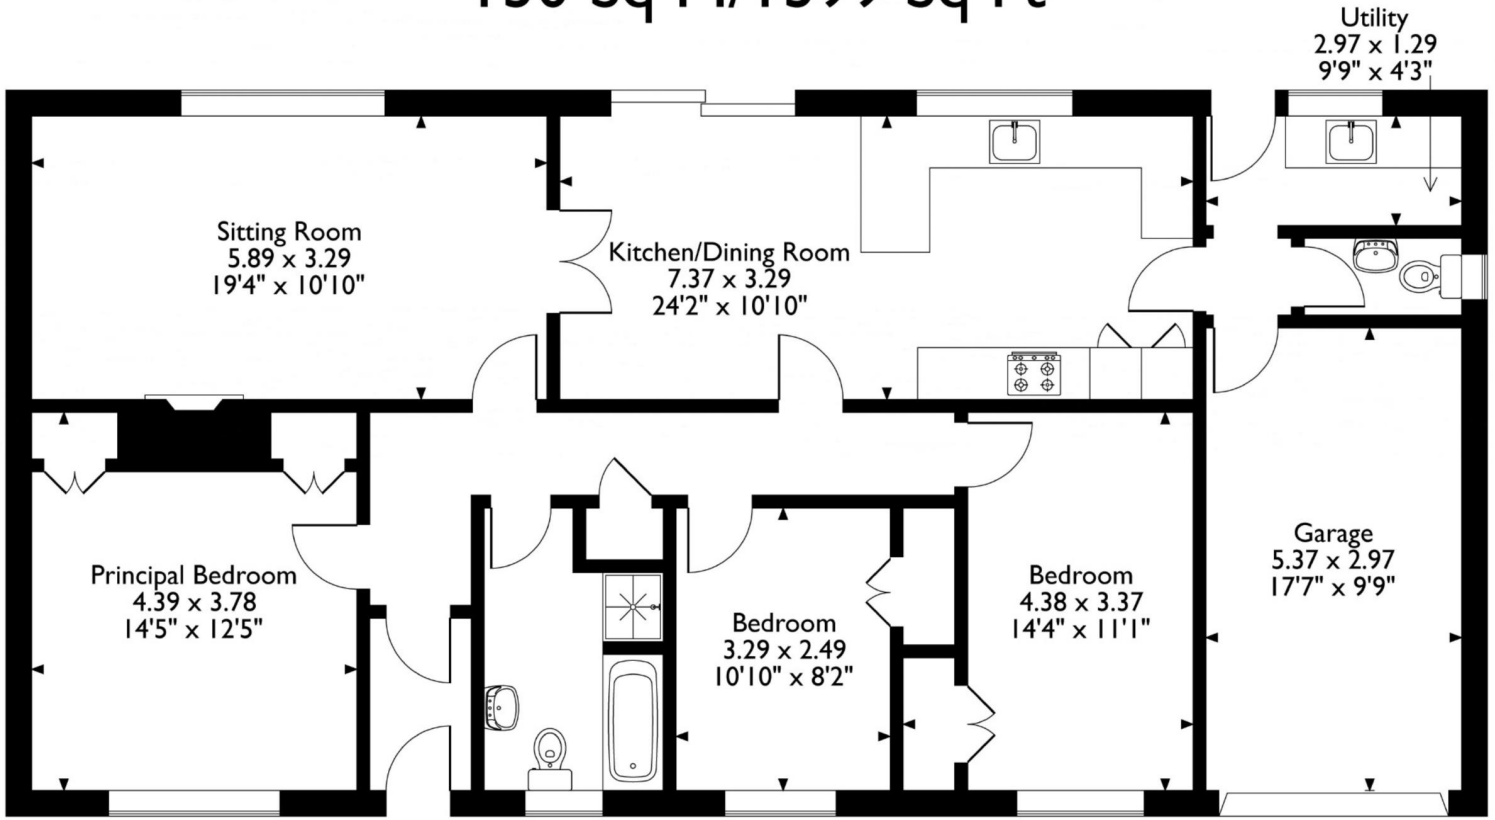 Utility
2.97 x 1.29
9'9" x 4'3"
Sitting Room
5.89 x 3.29
19'4" x 10'10"
Kitchen/Dining Room
7.37 x 3.29
24'2" x 10'10"
Principal Bedroom
4.39 x 3.78
14'5" x 12'5"
Bedroom
3.29 x 2.49
10'10" x 8'2"
Bedroom
4.38 x 3.37
14'4" x 11'1"
Garage
5.37 x 2.97
17'7" x 9'9"